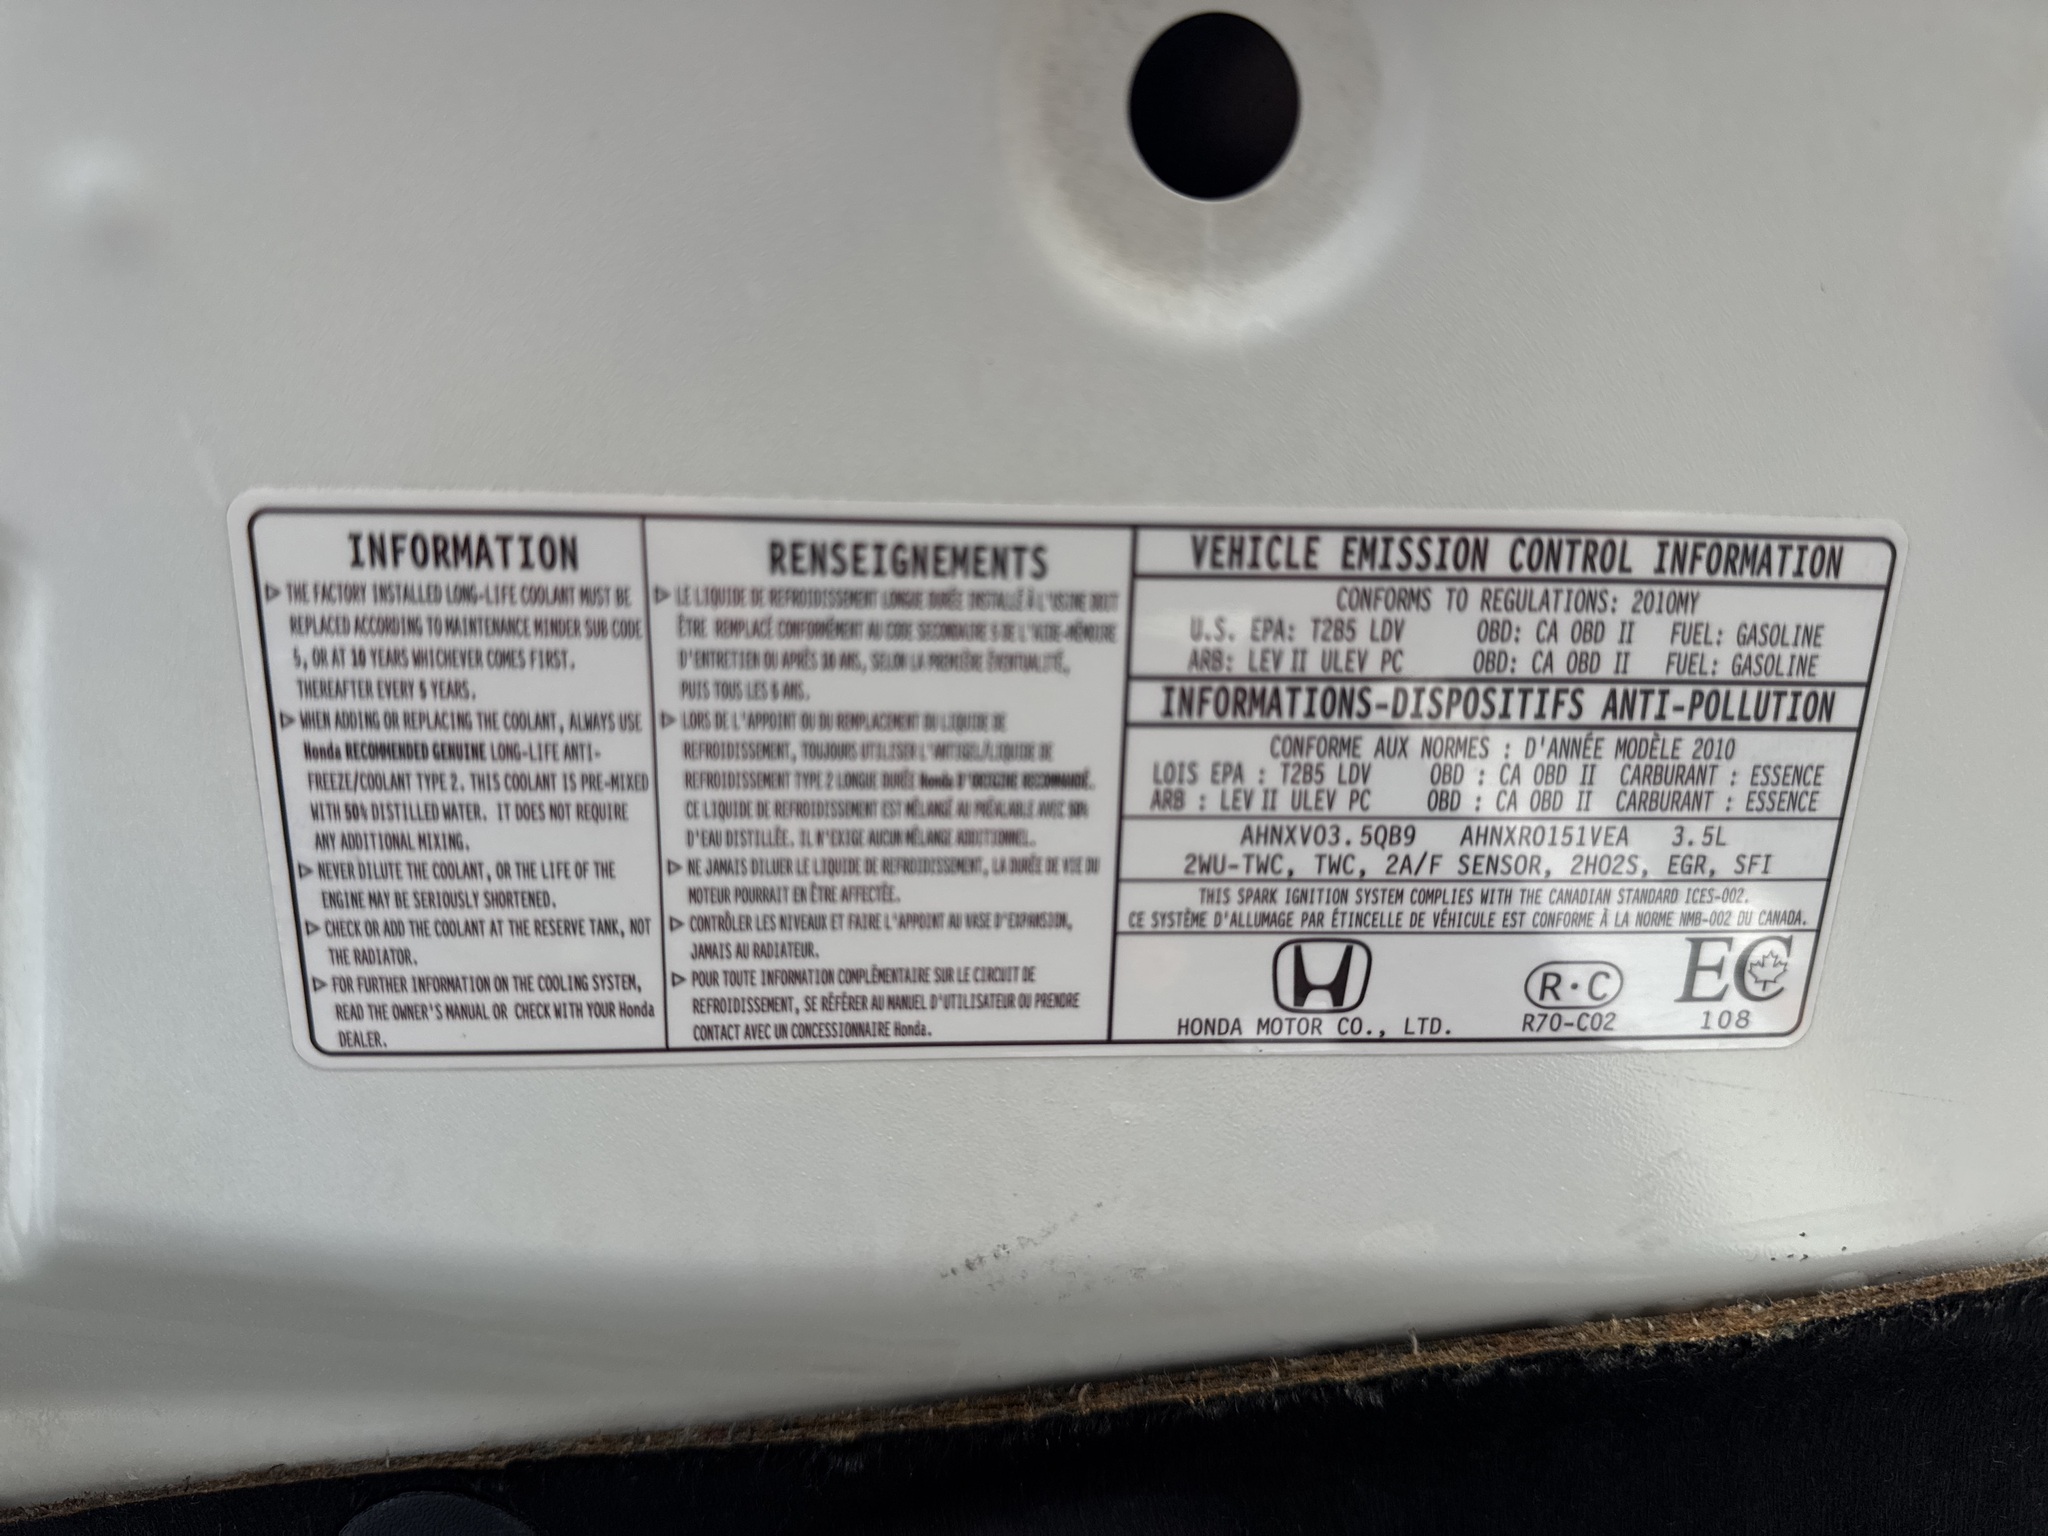 INFORMATION
▷ THE FACTORY INSTALLED LONG-LIFE COOLANT MUST BE
REPLACED ACCORDING TO MAINTENANCE MINDER SUB CODE
5, OR AT 10 YEARS WHICHEVER COMES FIRST.
THEREAFTER EVERY 5 YEARS.
▷ WHEN ADDING OR REPLACING THE COOLANT, ALWAYS USE
Honda RECOMMENDED GENUINE LONG-LIFE ANTI-
FREEZE/COOLANT TYPE 2. THIS COOLANT IS PRE-MIXED
WITH 50% DISTILLED WATER. IT DOES NOT REQUIRE
ANY ADDITIONAL MIXING.
▷ NEVER DILUTE THE COOLANT, OR THE LIFE OF THE
ENGINE MAY BE SERIOUSLY SHORTENED.
▷ CHECK OR ADD THE COOLANT AT THE RESERVE TANK, NOT
THE RADIATOR.
▷ FOR FURTHER INFORMATION ON THE COOLING SYSTEM,
READ THE OWNER'S MANUAL OR CHECK WITH YOUR Honda
DEALER.
RENSEIGNEMENTS
▷ LE LIQUIDE DE REFROIDISSEMENT LONGUE DURÉE INSTALLÉ À L'USINE DOIT
ÊTRE REMPLACÉ CONFORMÉMENT AU CODE SECONDAIRE 5 DE L'AIDE-MÉMOIRE
D'ENTRETIEN OU APRÈS 10 ANS, SELON LA PREMIÈRE ÉVENTUALITÉ,
PUIS TOUS LES 5 ANS.
▷ LORS DE L'APPOINT OU DU REMPLACEMENT DU LIQUIDE DE
REFROIDISSEMENT, TOUJOURS UTILISER L'ANTIGEL/LIQUIDE DE
REFROIDISSEMENT TYPE 2 LONGUE DURÉE Honda D'ORIGINE RECOMMANDÉ.
CE LIQUIDE DE REFROIDISSEMENT EST MÉLANGÉ AU PRÉALABLE AVEC 50%
D'EAU DISTILLÉE. IL N'EXIGE AUCUN MÉLANGE ADDITIONNEL.
▷ NE JAMAIS DILUER LE LIQUIDE DE REFROIDISSEMENT, LA DURÉE DE VIE DU
MOTEUR POURRAIT EN ÊTRE AFFECTÉE.
▷ CONTRÔLER LES NIVEAUX ET FAIRE L'APPOINT AU VASE D'EXPANSION,
JAMAIS AU RADIATEUR.
▷ POUR TOUTE INFORMATION COMPLÉMENTAIRE SUR LE CIRCUIT DE
REFROIDISSEMENT, SE RÉFÉRER AU MANUEL D'UTILISATEUR OU PRENDRE
CONTACT AVEC UN CONCESSIONNAIRE Honda.
VEHICLE EMISSION CONTROL INFORMATION
CONFORMS TO REGULATIONS: 2010MY
U.S. EPA: T2B5 LDV OBD: CA OBD II FUEL: GASOLINE
ARB: LEV II ULEV PC OBD: CA OBD II FUEL: GASOLINE
INFORMATIONS-DISPOSITIFS ANTI-POLLUTION
CONFORME AUX NORMES : D'ANNÉE MODÈLE 2010
LOIS EPA : T2B5 LDV OBD : CA OBD II CARBURANT : ESSENCE
ARB : LEV II ULEV PC OBD : CA OBD II CARBURANT : ESSENCE
AHNXV03.5QB9 AHNXR0151VEA 3.5L
2WU-TWC, TWC, 2A/F SENSOR, 2HO2S, EGR, SFI
THIS SPARK IGNITION SYSTEM COMPLIES WITH THE CANADIAN STANDARD ICES-002.
CE SYSTÈME D'ALLUMAGE PAR ÉTINCELLE DE VÉHICULE EST CONFORME À LA NORME NMB-002 DU CANADA.
HONDA MOTOR CO., LTD.
R·C
R70-C02
EC
108